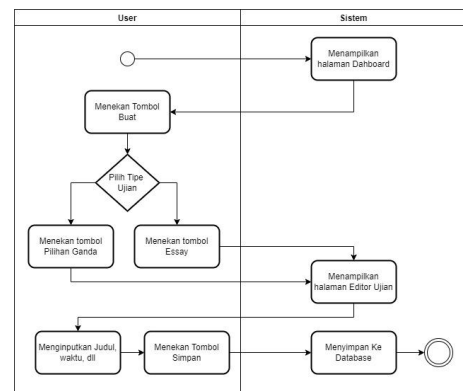 User
Sistem
Menampilkan
halaman Dahboard
Menekan Tombol
Buat
Pilih Tipe
Ujian
Menekan tombol
Pilihan Ganda
Menekan tombol
Essay
Menampilkan
halaman Editor Ujian
Menginputkan Judul,
waktu, dll
Menekan Tombol
Simpan
Menyimpan Ke
Database